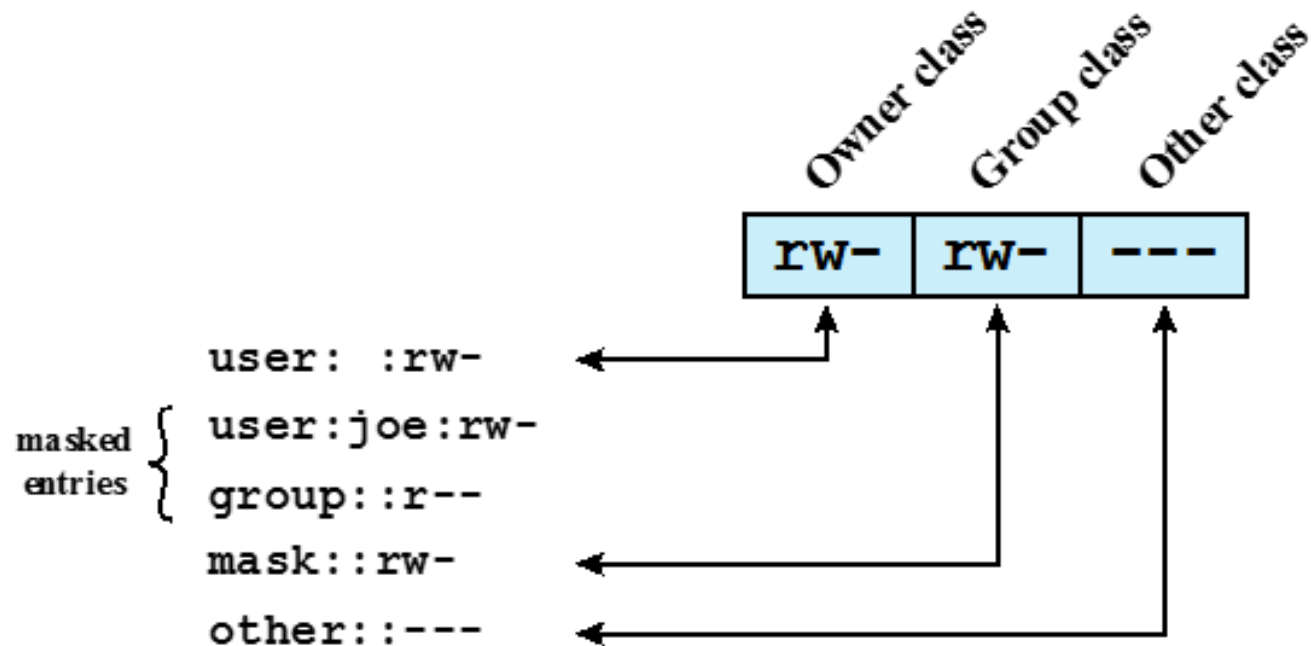 Owner class
Group class
Other class
rw- rw- ---
user: :rw-
masked
entries
user:joe:rw-
group::r--
mask::rw-
other::---